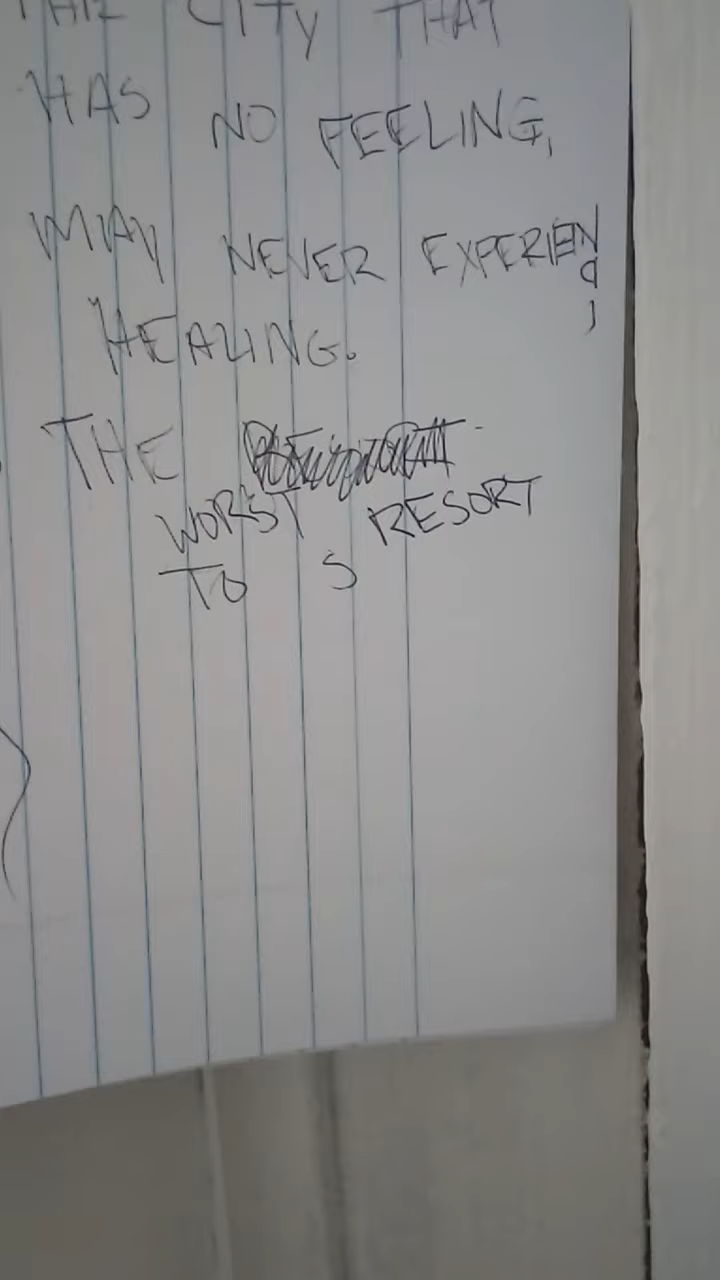 CITY THAT
HAS NO FEELING,
MAY NEVER EXPERIEN
HEALING.
THE
WORST RESORT
TO S